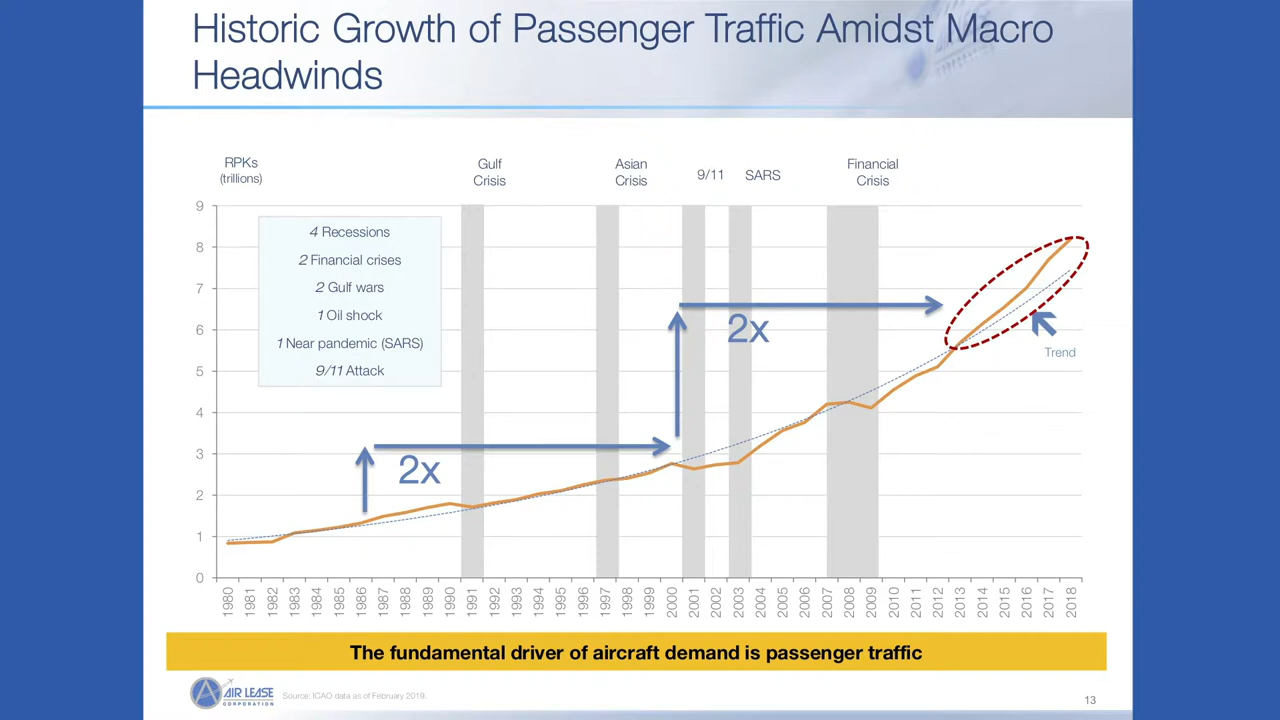 Historic Growth of Passenger Traffic Amidst Macro
Headwinds
RPKs
(trillions)
Gulf
Crisis
Asian
Crisis
9/11
SARS
Financial
Crisis
9
8
7
6
5
4
3
2
1
0
4 Recessions
2 Financial crises
2 Gulf wars
1 Oil shock
1 Near pandemic (SARS)
9/11 Attack
2x
2x
Trend
1980 1981 1982 1983 1984 1985 1986 1987 1988 1989 1990 1991 1992 1993 1994 1995 1996 1997 1998 1999 2000 2001 2002 2003 2004 2005 2006 2007 2008 2009 2010 2011 2012 2013 2014 2015 2016 2017 2018
The fundamental driver of aircraft demand is passenger traffic
AIR LEASE
CORPORATION
Source: ICAO data as of February 2019.
13